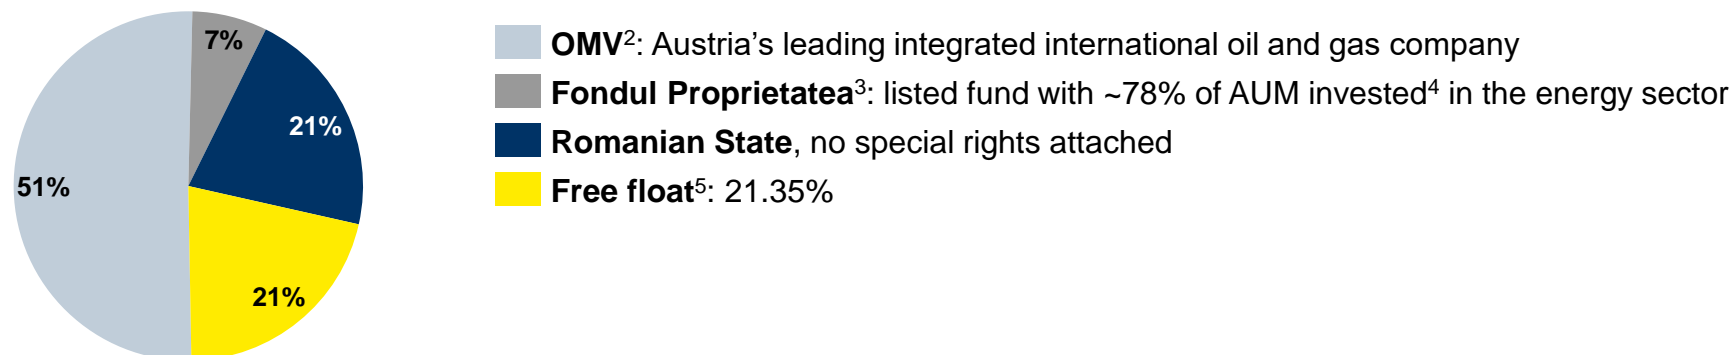 7%
21%
51%
21%
OMV²: Austria’s leading integrated international oil and gas company
Fondul Proprietatea³: listed fund with ~78% of AUM invested⁴ in the energy sector
Romanian State, no special rights attached
Free float⁵: 21.35%